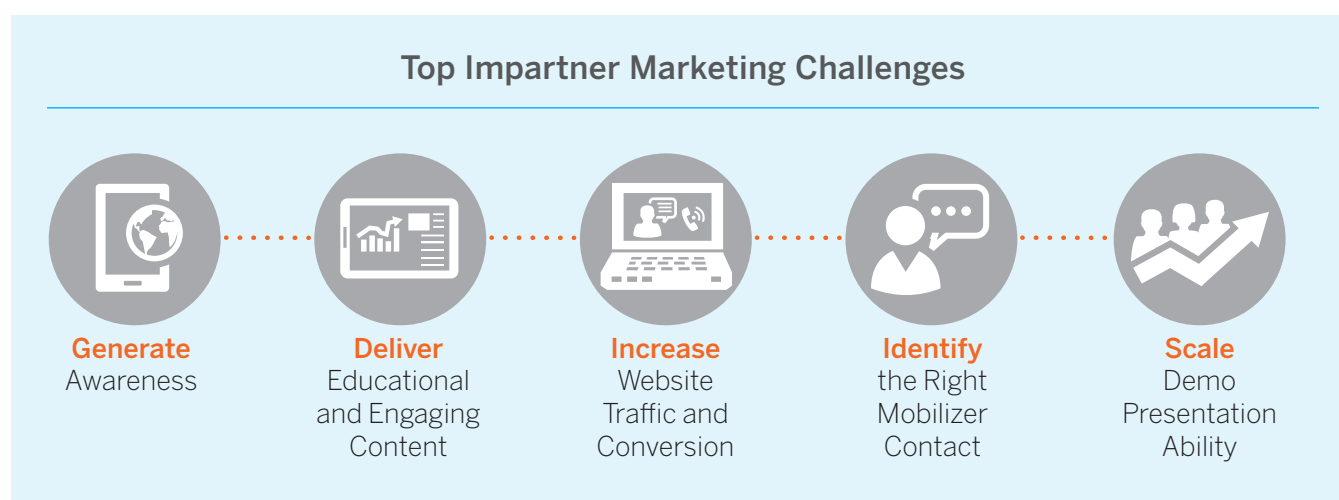 Top Impartner Marketing Challenges
Generate
Awareness
Deliver
Educational
and Engaging
Content
Increase
Website
Traffic and
Conversion
Identify
the Right
Mobilizer
Contact
Scale
Demo
Presentation
Ability